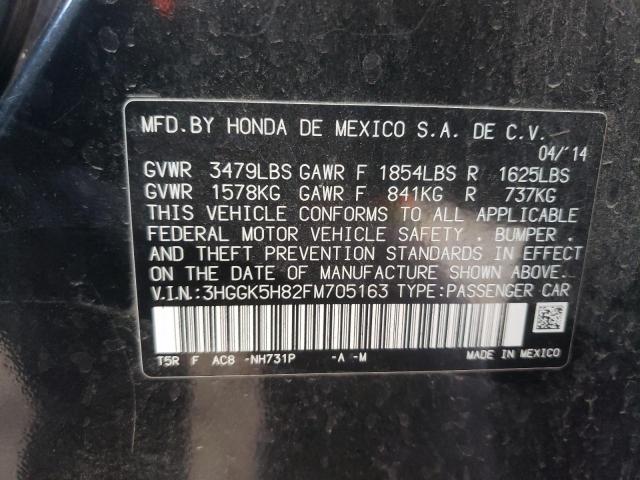 MFD.BY HONDA DE MEXICO S.A. DE C.V.
04/'14
GVWR 3479LBS GAWR F 1854LBS R 1625LBS
GVWR 1578KG GAWR F 841KG R 737KG
THIS VEHICLE CONFORMS TO ALL APPLICABLE
FEDERAL MOTOR VEHICLE SAFETY , BUMPER ,
AND THEFT PREVENTION STANDARDS IN EFFECT
ON THE DATE OF MANUFACTURE SHOWN ABOVE.
V.I.N.:3HGGK5H82FM705163 TYPE:PASSENGER CAR
T5R F AC8 -NH731P -A -M MADE IN MEXICO